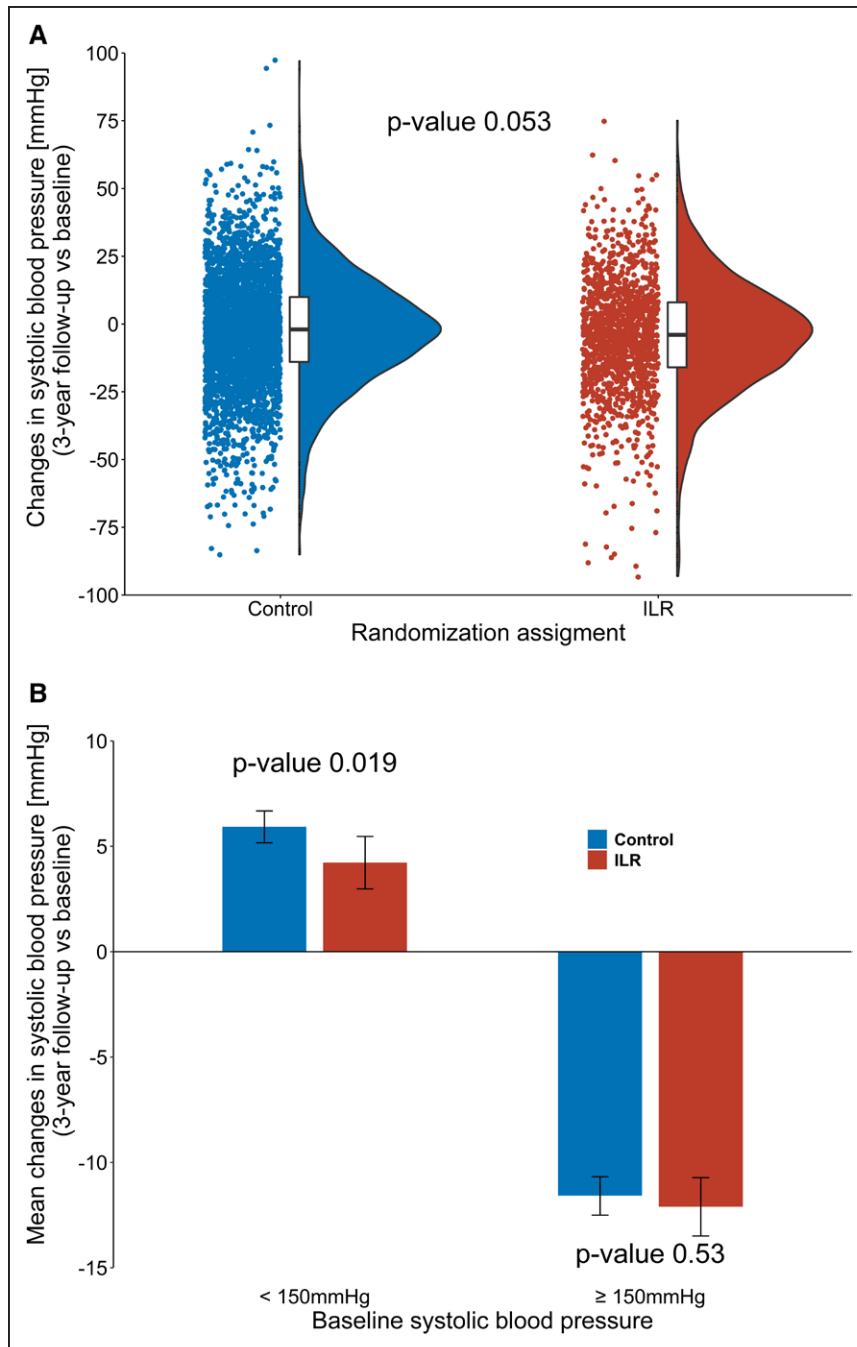 A
Changes in systolic blood pressure [mmHg]
(3-year follow-up vs baseline)
100
75
50
25
0
-25
-50
-75
-100
p-value 0.053
Control
ILR
Randomization assigment
B
Mean changes in systolic blood pressure [mmHg]
(3-year follow-up vs baseline)
10
5
0
-5
-10
-15
p-value 0.019
Control
ILR
p-value 0.53
< 150mmHg
≥ 150mmHg
Baseline systolic blood pressure